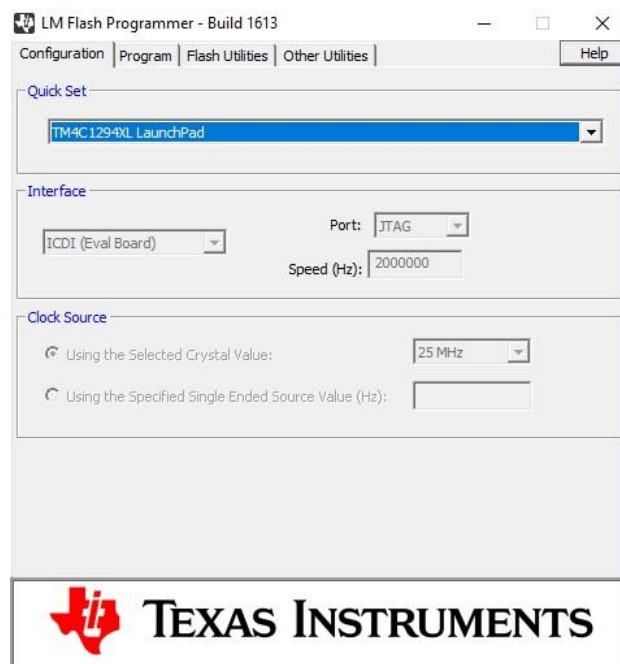 LM Flash Programmer - Build 1613
Configuration Program Flash Utilities Other Utilities Help
Quick Set
TM4C1294XL LaunchPad
Interface
Port: JTAG
ICDI (Eval Board)
Speed (Hz): 2000000
Clock Source
Using the Selected Crystal Value: 25 MHz
Using the Specified Single Ended Source Value (Hz):
TEXAS INSTRUMENTS